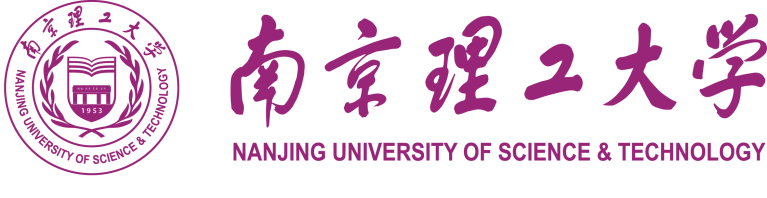 南京理工大学
NANJING UNIVERSITY OF SCIENCE & TECHNOLOGY
1953
南京理工大学
NANJING UNIVERSITY OF SCIENCE & TECHNOLOGY